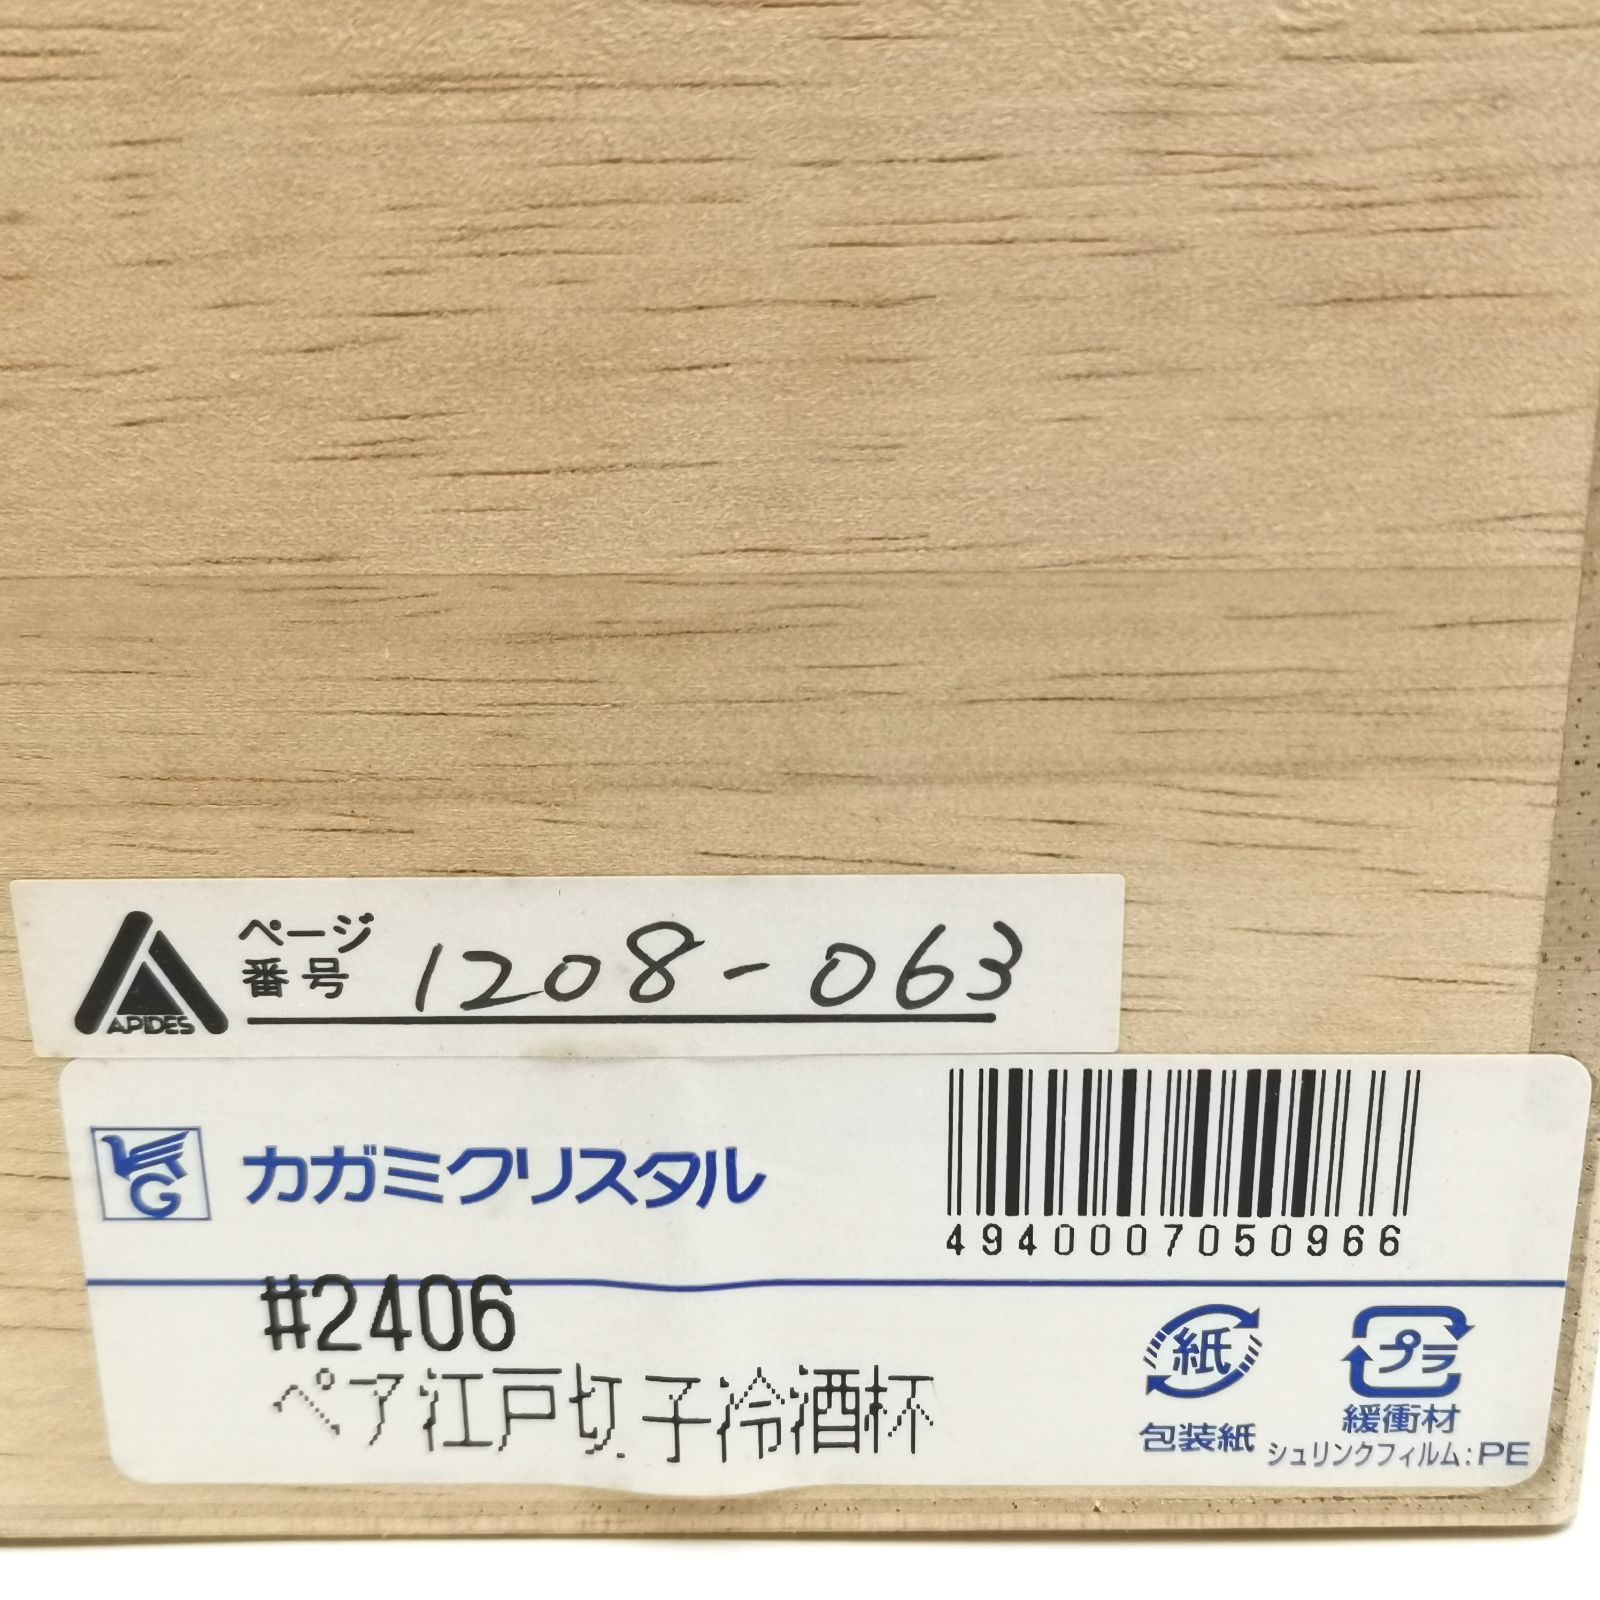 ページ
番号 1208-063
APIDES
KG カガミクリスタル
4940007050966
#2406
ペア江戸切子冷酒杯
紙 プラ
包装紙 緩衝材
シュリンクフィルム:PE